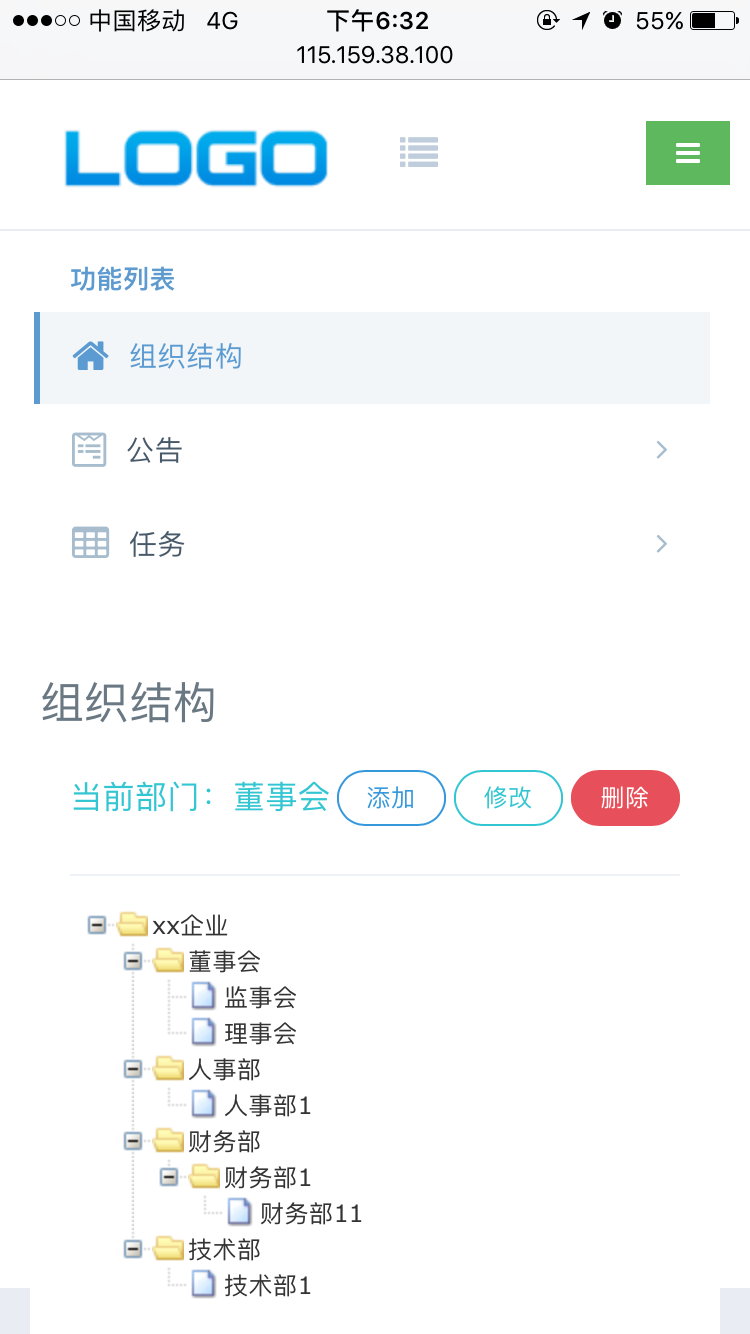 中国移动 4G 下午6:32 55%
115.159.38.100
LOGO
功能列表
组织结构
公告
任务
组织结构
当前部门：董事会 添加 修改 删除
xx企业
董事会
监事会
理事会
人事部
人事部1
财务部
财务部1
财务部11
技术部
技术部1